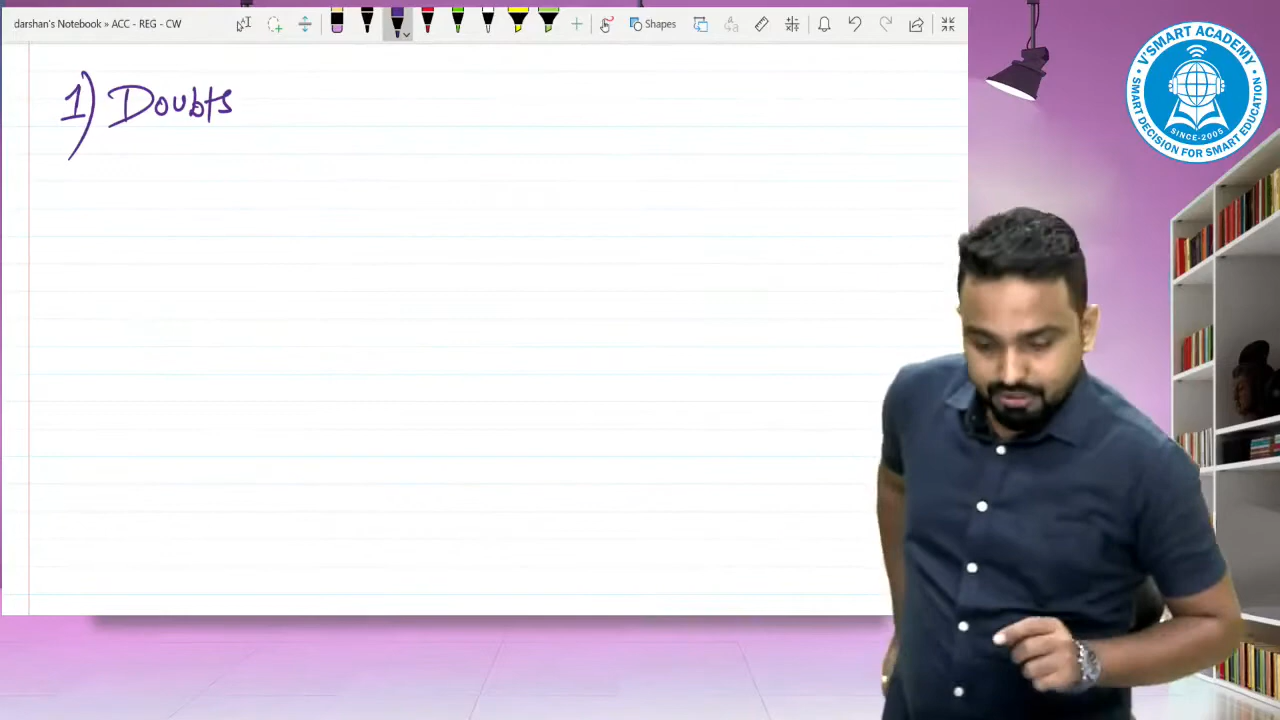 darshan's Notebook » ACC - REG - CW
Shapes
1) Doubts
V'SMART ACADEMY
SINCE-2005
SMART DECISION FOR SMART EDUCATION